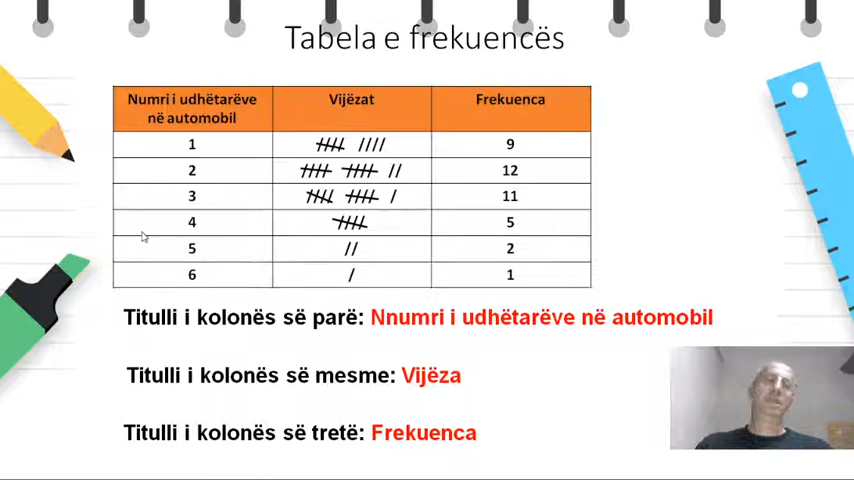 Tabela e frekuencës
Numri i udhëtarëve në automobil Vijëzat Frekuenca
1 9
2 12
3 11
4 5
5 2
6 1
Titulli i kolonës së parë: Nnumri i udhëtarëve në automobil
Titulli i kolonës së mesme: Vijëza
Titulli i kolonës së tretë: Frekuenca